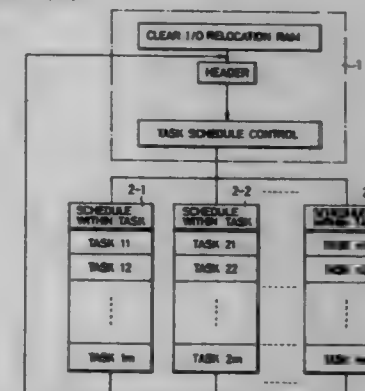 CLEAR I/O RELOCATION RAM
1
HEADER
TASK SCHEDULE CONTROL
2-1
2-2
SCHEDULE
WITHIN TASK
TASK 11
TASK 12
TASK 1m
SCHEDULE
WITHIN TASK
TASK 21
TASK 22
TASK 2m